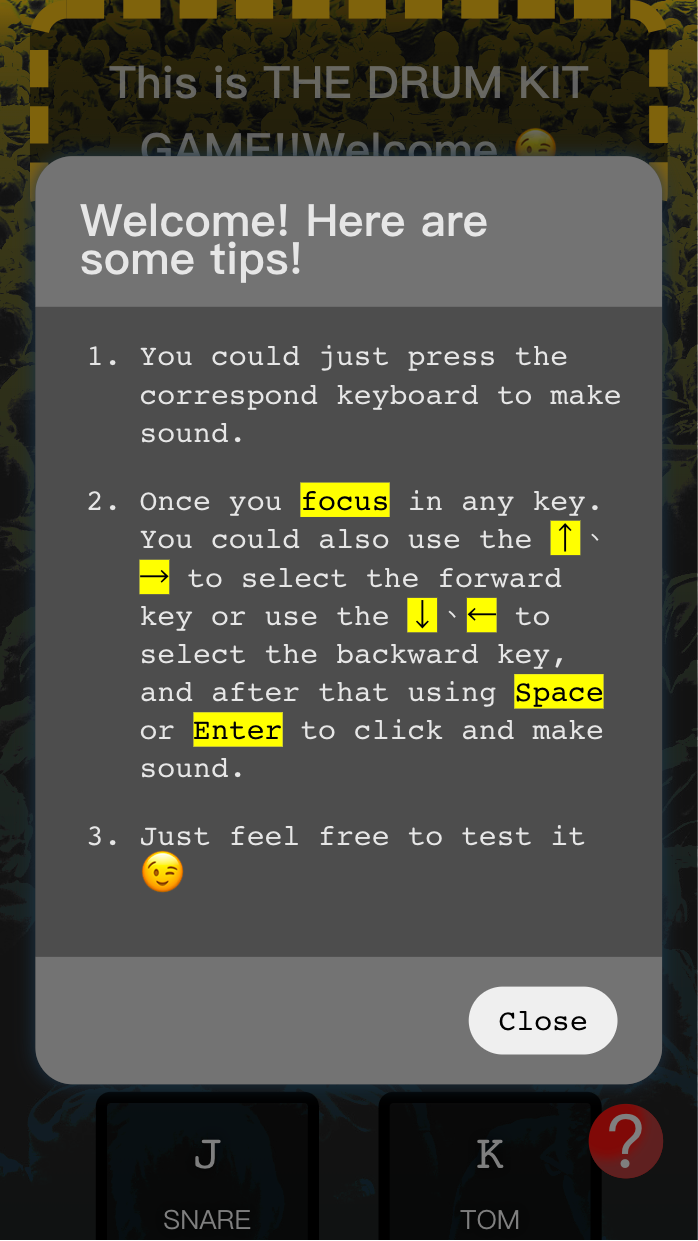 This is THE DRUM KIT
GAME!!Welcome 😉
Welcome! Here are
some tips!
1. You could just press the
correspond keyboard to make
sound.
2. Once you focus in any key.
You could also use the ↑、
→ to select the forward
key or use the ↓、← to
select the backward key,
and after that using Space
or Enter to click and make
sound.
3. Just feel free to test it
😉
Close
J
K
?
SNARE
TOM